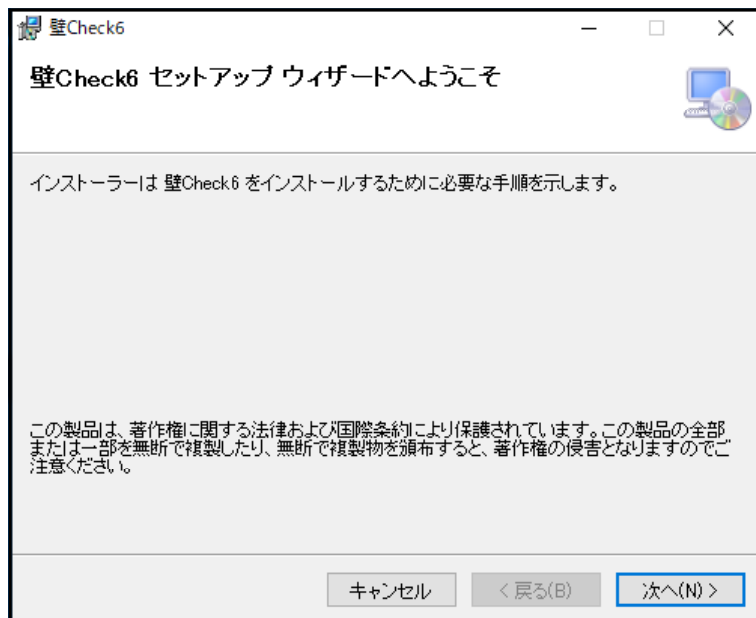 壁Check6
壁Check6 セットアップ ウィザードへようこそ
インストーラーは 壁Check6 をインストールするために必要な手順を示します。
この製品は、著作権に関する法律および国際条約により保護されています。この製品の全部
または一部を無断で複製したり、無断で複製物を頒布すると、著作権の侵害となりますのでご
注意ください。
キャンセル
< 戻る(B)
次へ(N) >